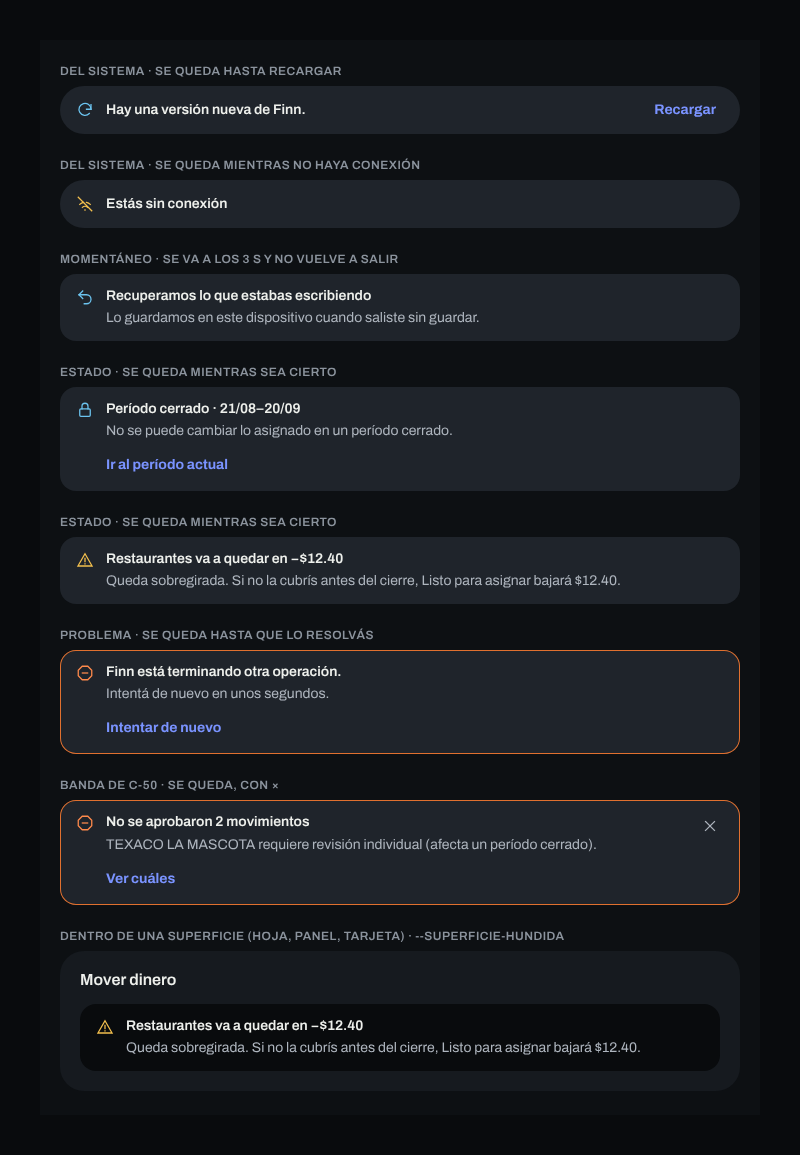 DEL SISTEMA · SE QUEDA HASTA RECARGAR
Hay una versión nueva de Finn.
Recargar
DEL SISTEMA · SE QUEDA MIENTRAS NO HAYA CONEXIÓN
Estás sin conexión
MOMENTÁNEO · SE VA A LOS 3 S Y NO VUELVE A SALIR
Recuperamos lo que estabas escribiendo
Lo guardamos en este dispositivo cuando saliste sin guardar.
ESTADO · SE QUEDA MIENTRAS SEA CIERTO
Período cerrado · 21/08–20/09
No se puede cambiar lo asignado en un período cerrado.
Ir al período actual
ESTADO · SE QUEDA MIENTRAS SEA CIERTO
Restaurantes va a quedar en −$12.40
Queda sobregirada. Si no la cubrís antes del cierre, Listo para asignar bajará $12.40.
PROBLEMA · SE QUEDA HASTA QUE LO RESOLVÁS
Finn está terminando otra operación.
Intentá de nuevo en unos segundos.
Intentar de nuevo
BANDA DE C-50 · SE QUEDA, CON ×
No se aprobaron 2 movimientos
TEXACO LA MASCOTA requiere revisión individual (afecta un período cerrado).
Ver cuáles
DENTRO DE UNA SUPERFICIE (HOJA, PANEL, TARJETA) · --SUPERFICIE-HUNDIDA
Mover dinero
Restaurantes va a quedar en −$12.40
Queda sobregirada. Si no la cubrís antes del cierre, Listo para asignar bajará $12.40.